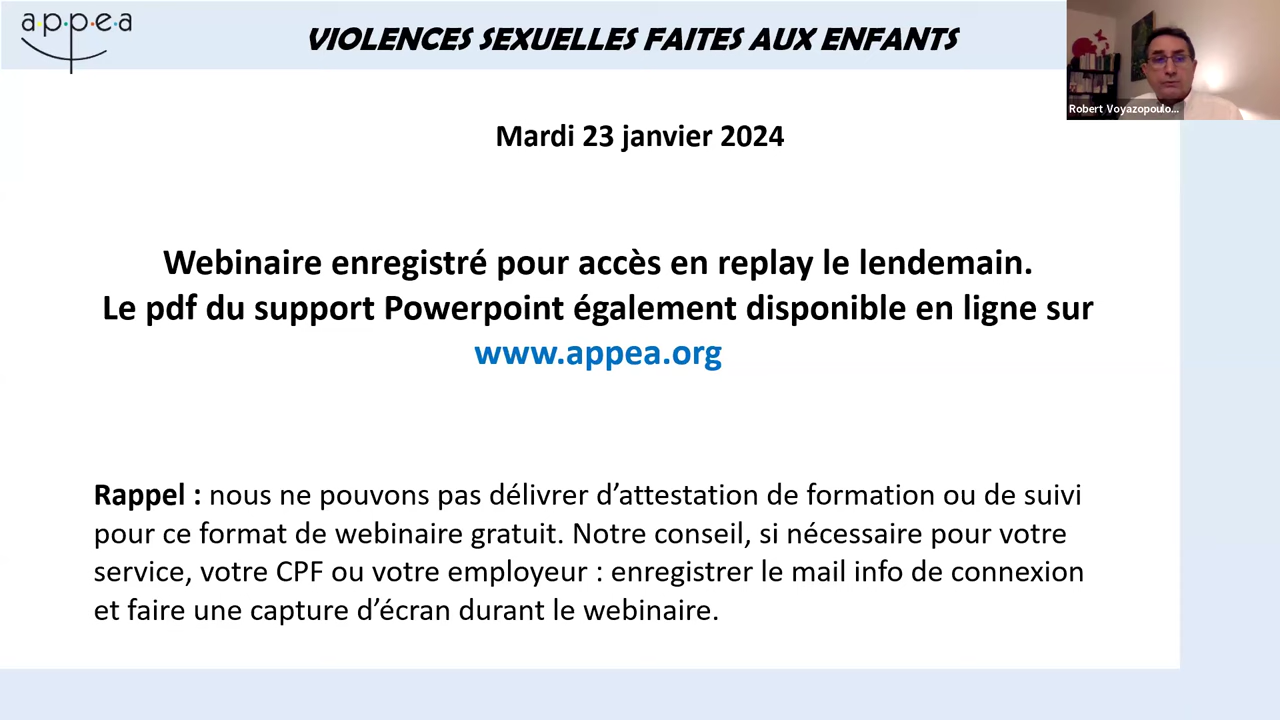 a·p·p·e·a
VIOLENCES SEXUELLES FAITES AUX ENFANTS
Robert Voyazopoulo...
Mardi 23 janvier 2024
Webinaire enregistré pour accès en replay le lendemain.
Le pdf du support Powerpoint également disponible en ligne sur
www.appea.org
Rappel : nous ne pouvons pas délivrer d’attestation de formation ou de suivi
pour ce format de webinaire gratuit. Notre conseil, si nécessaire pour votre
service, votre CPF ou votre employeur : enregistrer le mail info de connexion
et faire une capture d’écran durant le webinaire.